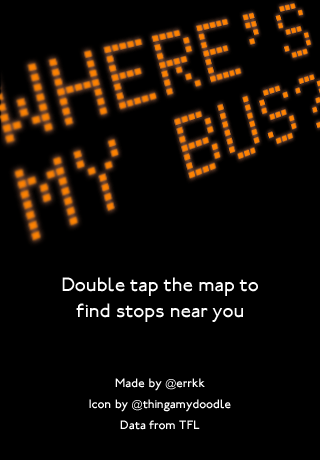 WHERE'S
MY BUS?
Double tap the map to
find stops near you
Made by @errkk
Icon by @thingamydoodle
Data from TFL